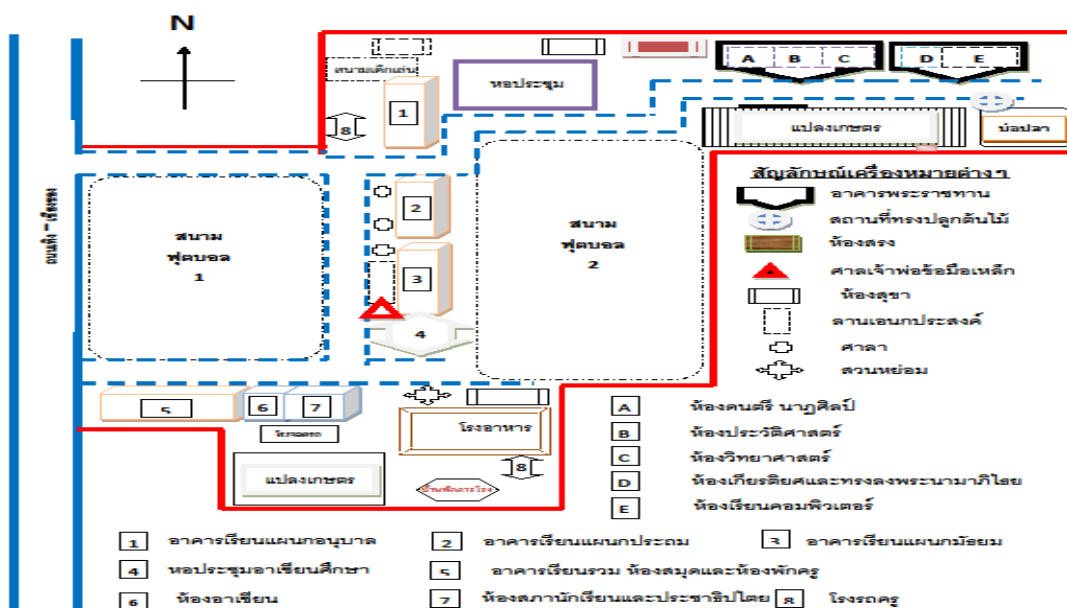 N
สนามเด็กเล่น
หอประชุม
A B C
D E
1
8
แปลงเกษตร
บ่อปลา
สนาม
ฟุตบอล
1
2
3
4
สนาม
ฟุตบอล
2
สัญลักษณ์เครื่องหมายต่างๆ
อาคารพระราชทาน
สถานที่ทรงปลูกต้นไม้
ห้องสรง
ศาลเจ้าพ่อข้อมือเหล็ก
ห้องสุขา
ลานเอนกประสงค์
ศาลา
สวนหย่อม
5
6
7
โรงจอดรถ
โรงอาหาร
8
แปลงเกษตร
บ้านพักภารโรง
A ห้องดนตรี นาฏศิลป์
B ห้องประวัติศาสตร์
C ห้องวิทยาศาสตร์
D ห้องเกียรติยศและทรงลงพระนามาภิไธย
E ห้องเรียนคอมพิวเตอร์
1 อาคารเรียนแผนกอนุบาล 2 อาคารเรียนแผนกประถม 3 อาคารเรียนแผนกมัธยม
4 หอประชุมอาเซียนศึกษา 5 อาคารเรียนรวม ห้องสมุดและห้องพักครู
6 ห้องอาเซียน 7 ห้องสภานักเรียนและประชาธิปไตย 8 โรงรถครู